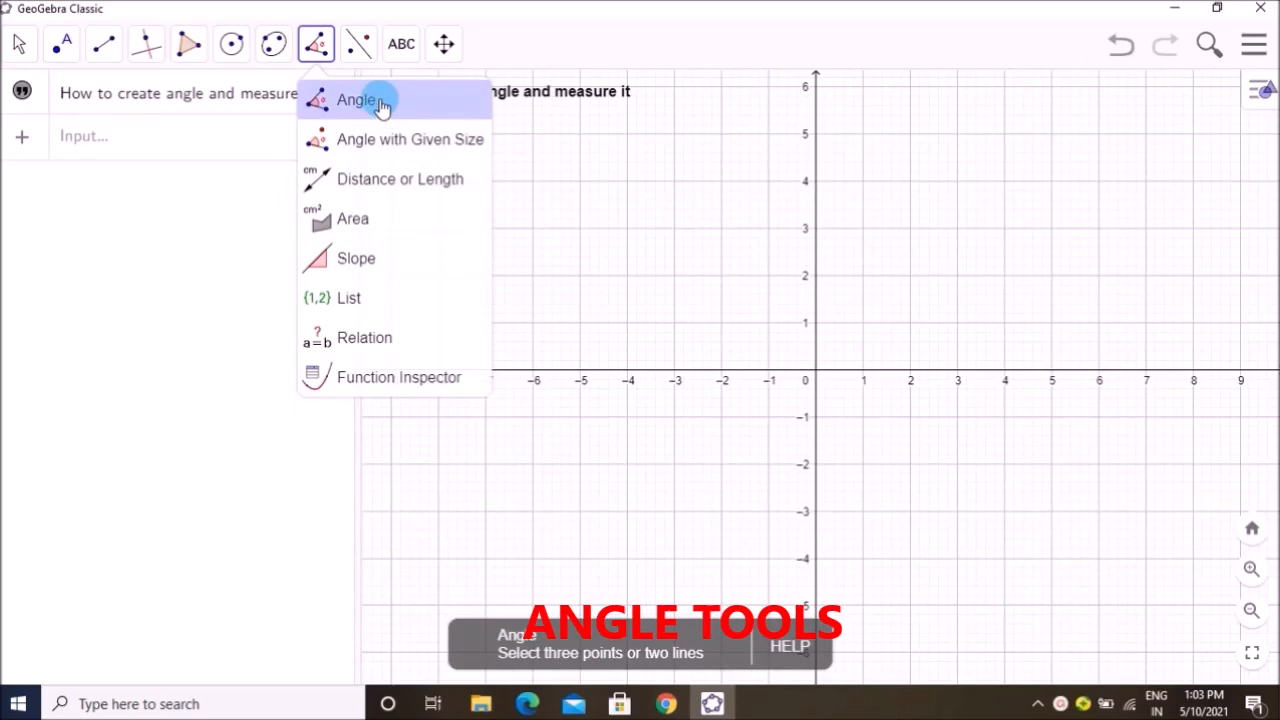 GeoGebra Classic
A
ABC
How to create angle and measure
ngle and measure it
Input...
Angle
Angle with Given Size
cm
Distance or Length
cm²
Area
Slope
{1,2} List
?
a=b Relation
Function Inspector
6
5
4
3
2
1
−6 −5 −4 −3 −2 −1 0 1 2 3 4 5 6 7 8 9
−1
−2
−3
−4
ANGLE TOOLS
Angle
Select three points or two lines
HELP
Type here to search
ENG
IN
1:03 PM
5/10/2021
1